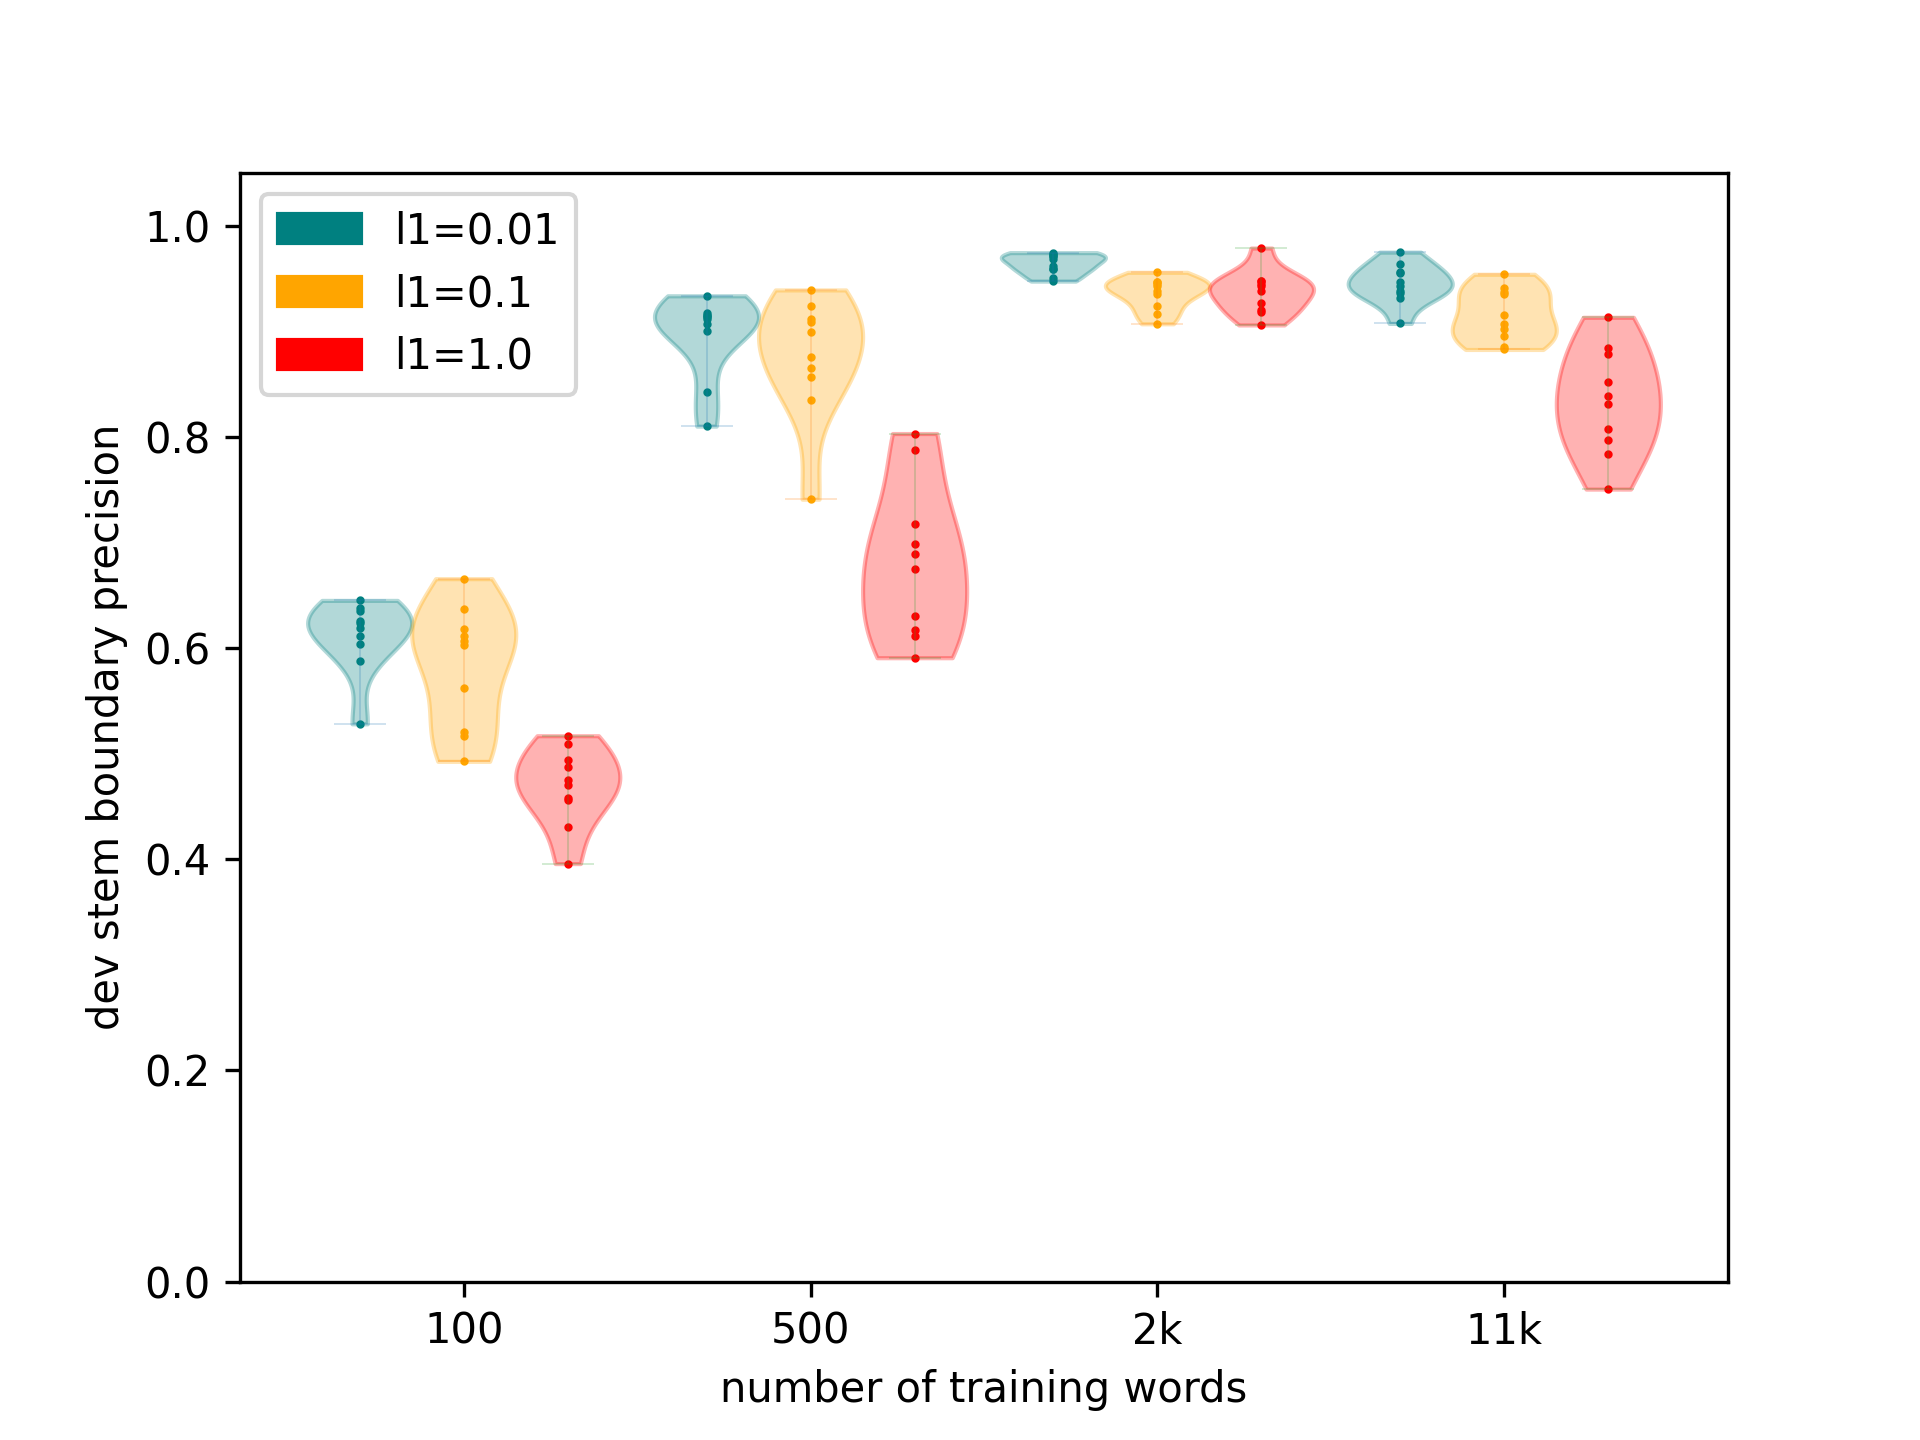 l1=0.01
l1=0.1
l1=1.0
1.0
0.8
0.6
0.4
0.2
0.0
dev stem boundary precision
100 500 2k 11k
number of training words